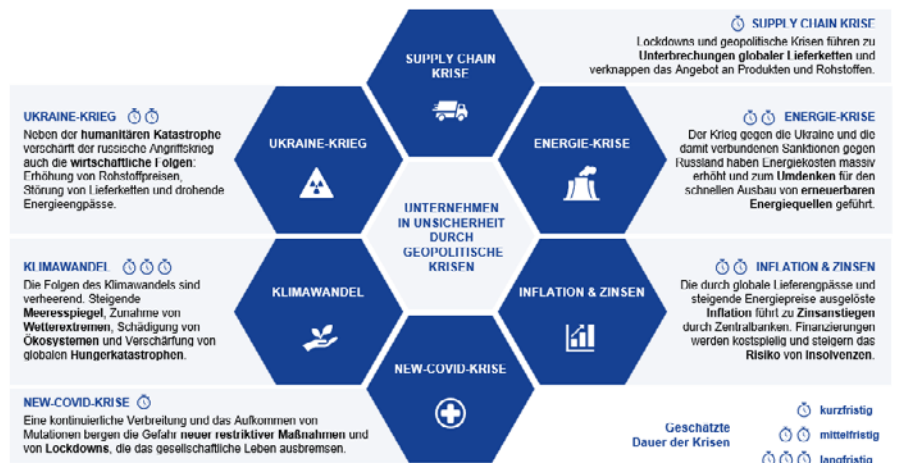 SUPPLY CHAIN KRISE
Lockdowns und geopolitische Krisen führen zu
Unterbrechungen globaler Lieferketten und
verknappen das Angebot an Produkten und Rohstoffen.
SUPPLY CHAIN
KRISE
UKRAINE-KRIEG
Neben der humanitären Katastrophe
verschärft der russische Angriffskrieg
auch die wirtschaftliche Folgen:
Erhöhung von Rohstoffpreisen,
Störung von Lieferketten und drohende
Energieengpässe.
UKRAINE-KRIEG
ENERGIE-KRISE
ENERGIE-KRISE
Der Krieg gegen die Ukraine und die
damit verbundenen Sanktionen gegen
Russland haben Energiekosten massiv
erhöht und zum Umdenken für den
schnellen Ausbau von erneuerbaren
Energiequellen geführt.
UNTERNEHMEN
IN UNSICHERHEIT
DURCH
GEOPOLITISCHE
KRISEN
KLIMAWANDEL
Die Folgen des Klimawandels sind
verheerend. Steigende
Meeresspiegel, Zunahme von
Wetterextremen, Schädigung von
Ökosystemen und Verschärfung von
globalen Hungerkatastrophen.
KLIMAWANDEL
INFLATION & ZINSEN
INFLATION & ZINSEN
Die durch globale Lieferengpässe und
steigende Energiepreise ausgelöste
Inflation führt zu Zinsanstiegen
durch Zentralbanken. Finanzierungen
werden kostspielig und steigern das
Risiko von Insolvenzen.
NEW-COVID-KRISE
NEW-COVID-KRISE
Eine kontinuierliche Verbreitung und das Aufkommen von
Mutationen bergen die Gefahr neuer restriktiver Maßnahmen und
von Lockdowns, die das gesellschaftliche Leben ausbremsen.
Geschätzte
Dauer der Krisen
kurzfristig
mittelfristig
langfristig